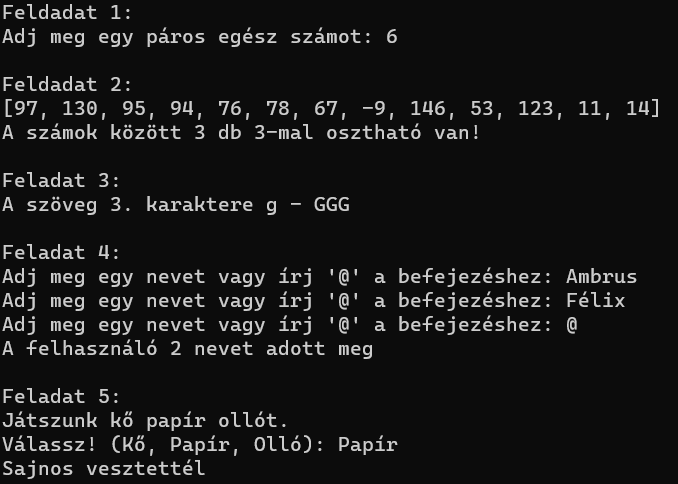 Feldadat 1:
Adj meg egy páros egész számot: 6
Feldadat 2:
[97, 130, 95, 94, 76, 78, 67, -9, 146, 53, 123, 11, 14]
A számok között 3 db 3-mal osztható van!
Feladat 3:
A szöveg 3. karaktere g - GGG
Feladat 4:
Adj meg egy nevet vagy írj '@' a befejezéshez: Ambrus
Adj meg egy nevet vagy írj '@' a befejezéshez: Félix
Adj meg egy nevet vagy írj '@' a befejezéshez: @
A felhasználó 2 nevet adott meg
Feladat 5:
Játszunk kő papír ollót.
Válassz! (Kő, Papír, Olló): Papír
Sajnos vesztettél